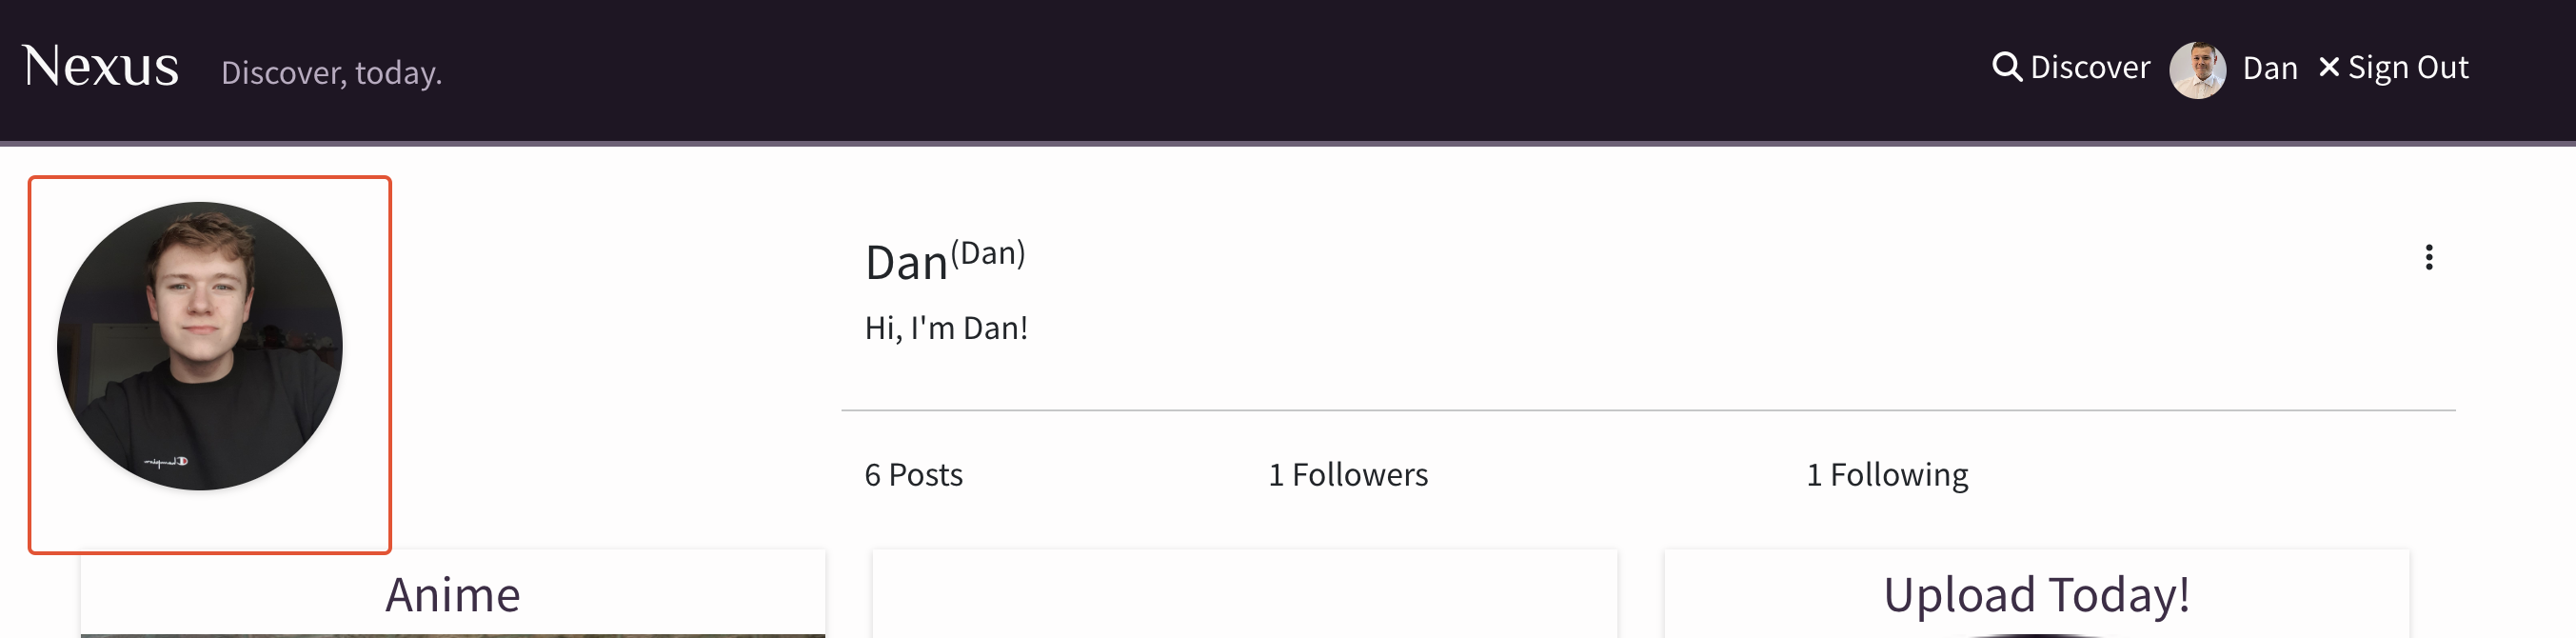 Nexus Discover, today. Discover Dan Sign Out
Dan(Dan)
Hi, I'm Dan!
6 Posts 1 Followers 1 Following
Anime Upload Today!